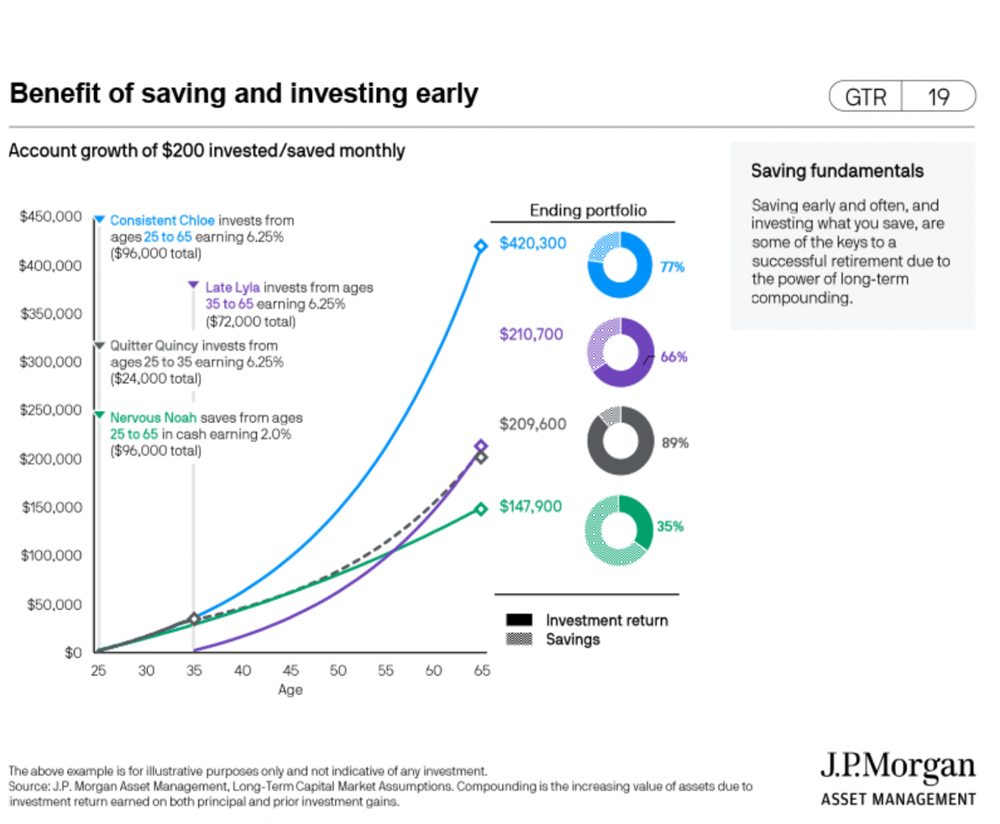 Benefit of saving and investing early
GTR 19
Account growth of $200 invested/saved monthly
$450,000
$400,000
$350,000
$300,000
$250,000
$200,000
$150,000
$100,000
$50,000
$0
Consistent Chloe invests from
ages 25 to 65 earning 6.25%
($96,000 total)
Late Lyla invests from ages
35 to 65 earning 6.25%
($72,000 total)
Quitter Quincy invests from
ages 25 to 35 earning 6.25%
($24,000 total)
Nervous Noah saves from ages
25 to 65 in cash earning 2.0%
($96,000 total)
25 30 35 40 45 50 55 60 65
Age
Ending portfolio
$420,300
77%
$210,700
66%
$209,600
89%
$147,900
35%
Investment return
Savings
Saving fundamentals
Saving early and often, and
investing what you save, are
some of the keys to a
successful retirement due to
the power of long-term
compounding.
The above example is for illustrative purposes only and not indicative of any investment.
Source: J.P. Morgan Asset Management, Long-Term Capital Market Assumptions. Compounding is the increasing value of assets due to
investment return earned on both principal and prior investment gains.
J.P.Morgan
ASSET MANAGEMENT